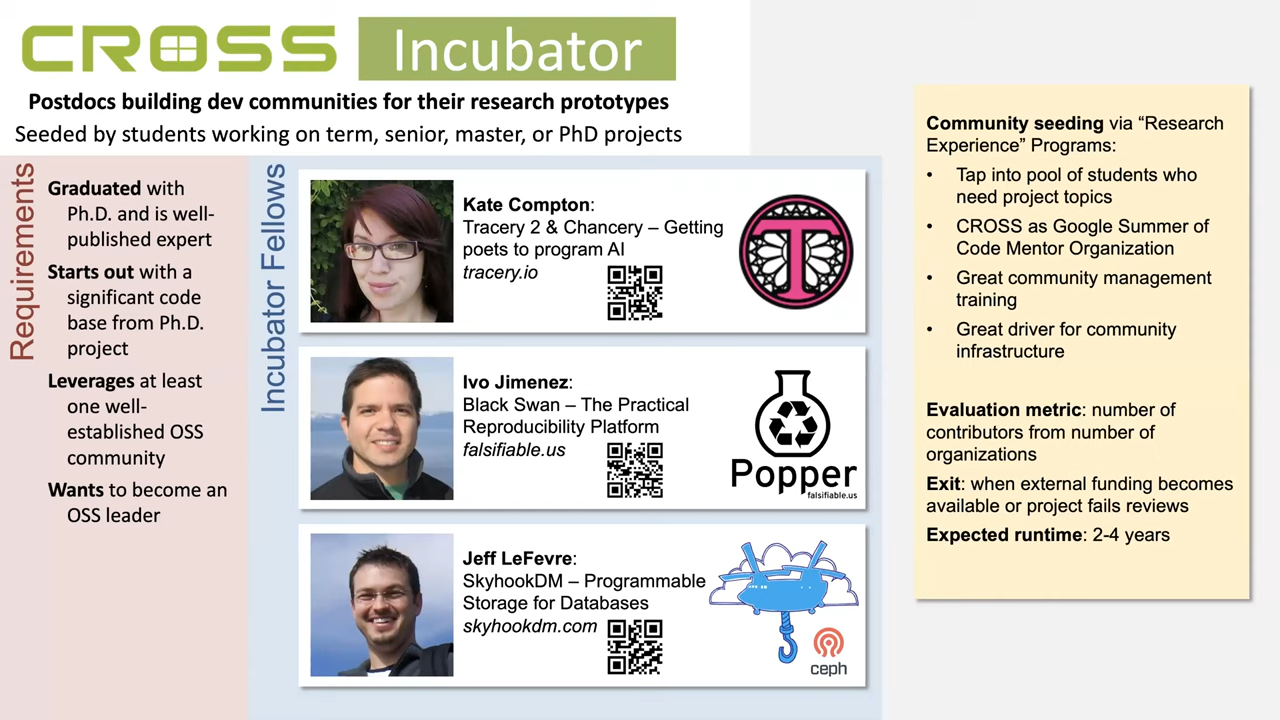 CROSS Incubator
Postdocs building dev communities for their research prototypes
Seeded by students working on term, senior, master, or PhD projects
Requirements
Graduated with
Ph.D. and is well-
published expert
Starts out with a
significant code
base from Ph.D.
project
Leverages at least
one well-
established OSS
community
Wants to become an
OSS leader
Incubator Fellows
Kate Compton:
Tracery 2 & Chancery – Getting
poets to program AI
tracery.io
T
Ivo Jimenez:
Black Swan – The Practical
Reproducibility Platform
falsifiable.us
Popper
falsifiable.us
Jeff LeFevre:
SkyhookDM – Programmable
Storage for Databases
skyhookdm.com
ceph
Community seeding via “Research
Experience” Programs:
• Tap into pool of students who
need project topics
• CROSS as Google Summer of
Code Mentor Organization
• Great community management
training
• Great driver for community
infrastructure
Evaluation metric: number of
contributors from number of
organizations
Exit: when external funding becomes
available or project fails reviews
Expected runtime: 2-4 years